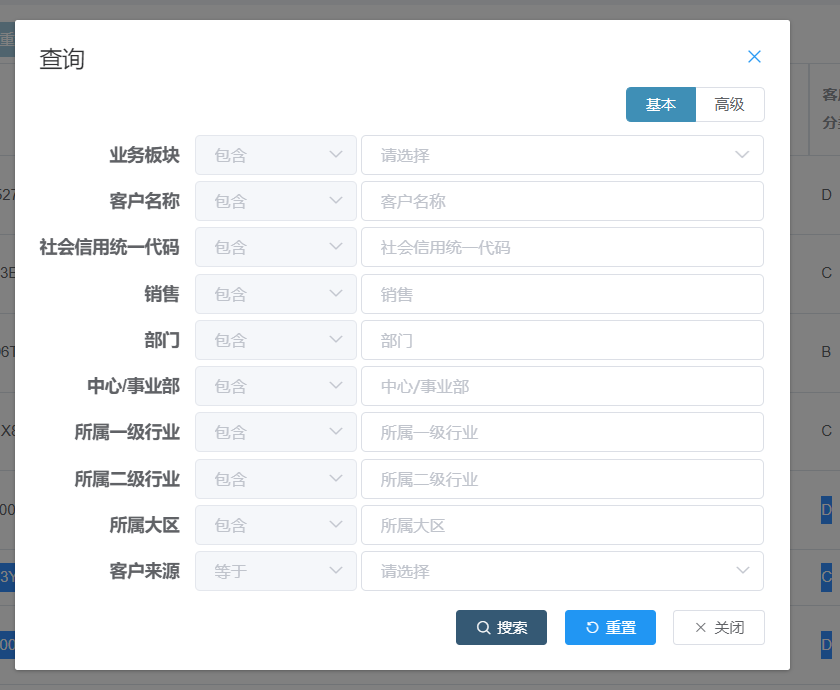 查询
基本 高级
业务板块 包含 请选择
客户名称 包含 客户名称
社会信用统一代码 包含 社会信用统一代码
销售 包含 销售
部门 包含 部门
中心/事业部 包含 中心/事业部
所属一级行业 包含 所属一级行业
所属二级行业 包含 所属二级行业
所属大区 包含 所属大区
客户来源 等于 请选择
搜索 重置 关闭
重
D
C
B
C
D
C
D